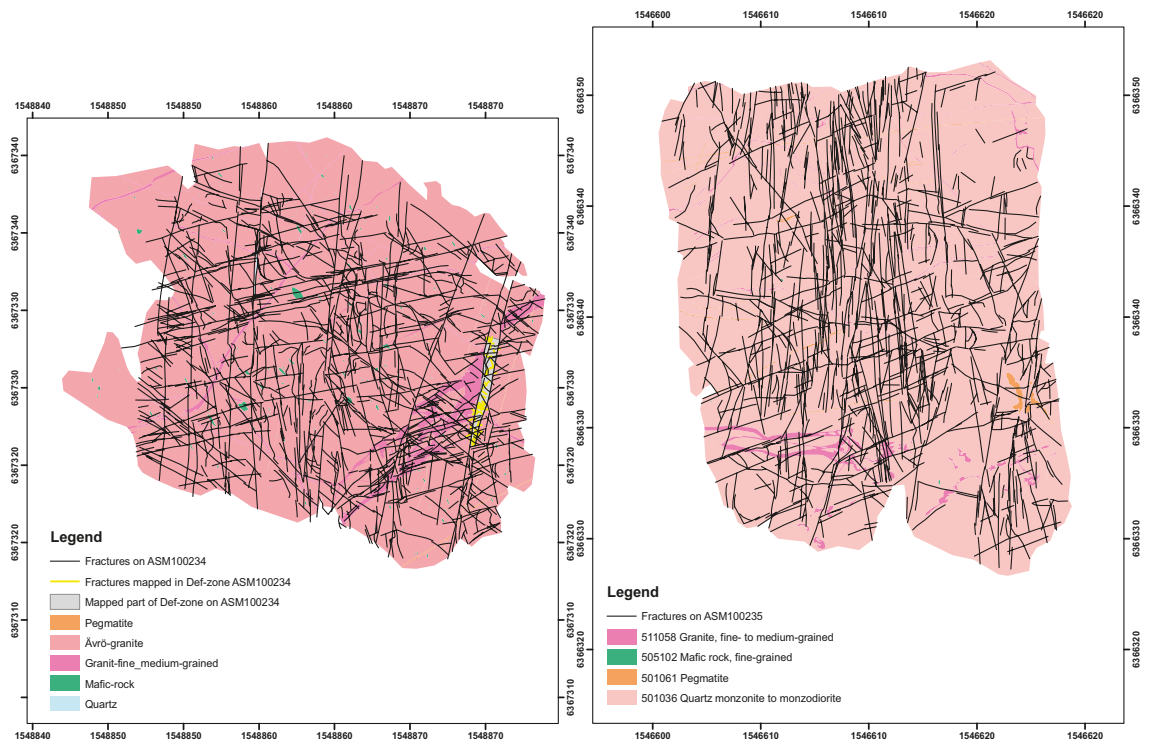 1548840 1548850 1548850 1548860 1548860 1548870 1548870
6367340 6367340
6367340 6367340
6367330 6367330
6367330 6367330
6367320 6367320
6367320 6367320
6367310 6367310
6367310 6367310
Legend
Fractures on ASM100234
Fractures mapped in Def-zone ASM100234
Mapped part of Def-zone on ASM100234
Pegmatite
Ävrö-granite
Granit-fine_medium-grained
Mafic-rock
Quartz
1548840 1548850 1548850 1548860 1548860 1548870 1548870
1546600 1546610 1546610 1546620 1546620
6366350 6366350
6366340 6366340
6366340 6366340
6366330 6366330
6366330 6366330
6366320 6366320
Legend
Fractures on ASM100235
511058 Granite, fine- to medium-grained
505102 Mafic rock, fine-grained
501061 Pegmatite
501036 Quartz monzonite to monzodiorite
1546600 1546610 1546610 1546620 1546620